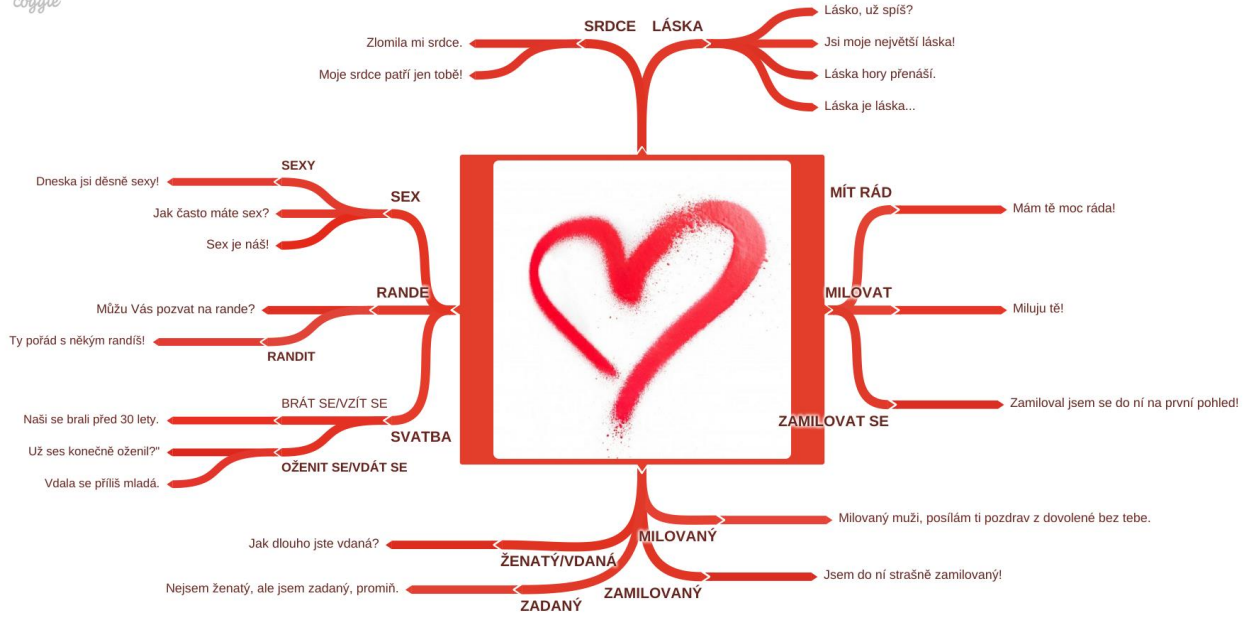 coggle
SRDCE
Zlomila mi srdce.
Moje srdce patří jen tobě!
LÁSKA
Lásko, už spíš?
Jsi moje největší láska!
Láska hory přenáší.
Láska je láska...
SEX
SEXY
Dneska jsi děsně sexy!
Jak často máte sex?
Sex je náš!
RANDE
Můžu Vás pozvat na rande?
Ty pořád s někým randíš!
RANDIT
SVATBA
BRÁT SE/VZÍT SE
Naši se brali před 30 lety.
Už ses konečně oženil?"
OŽENIT SE/VDÁT SE
Vdala se příliš mladá.
MÍT RÁD
Mám tě moc ráda!
MILOVAT
Miluju tě!
ZAMILOVAT SE
Zamiloval jsem se do ní na první pohled!
MILOVANÝ
Milovaný muži, posílám ti pozdrav z dovolené bez tebe.
ZAMILOVANÝ
Jsem do ní strašně zamilovaný!
ŽENATÝ/VDANÁ
Jak dlouho jste vdaná?
ZADANÝ
Nejsem ženatý, ale jsem zadaný, promiň.